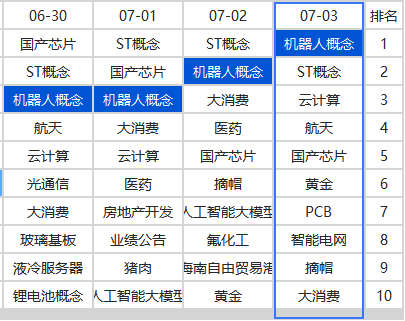 06-30 07-01 07-02 07-03 排名
国产芯片 ST概念 ST概念 机器人概念 1
ST概念 国产芯片 机器人概念 ST概念 2
机器人概念 机器人概念 大消费 云计算 3
航天 大消费 医药 航天 4
云计算 云计算 国产芯片 国产芯片 5
光通信 医药 摘帽 黄金 6
大消费 房地产开发 人工智能大模型 PCB 7
玻璃基板 业绩公告 氟化工 智能电网 8
液冷服务器 猪肉 海南自由贸易港 摘帽 9
锂电池概念 人工智能大模型 黄金 大消费 10